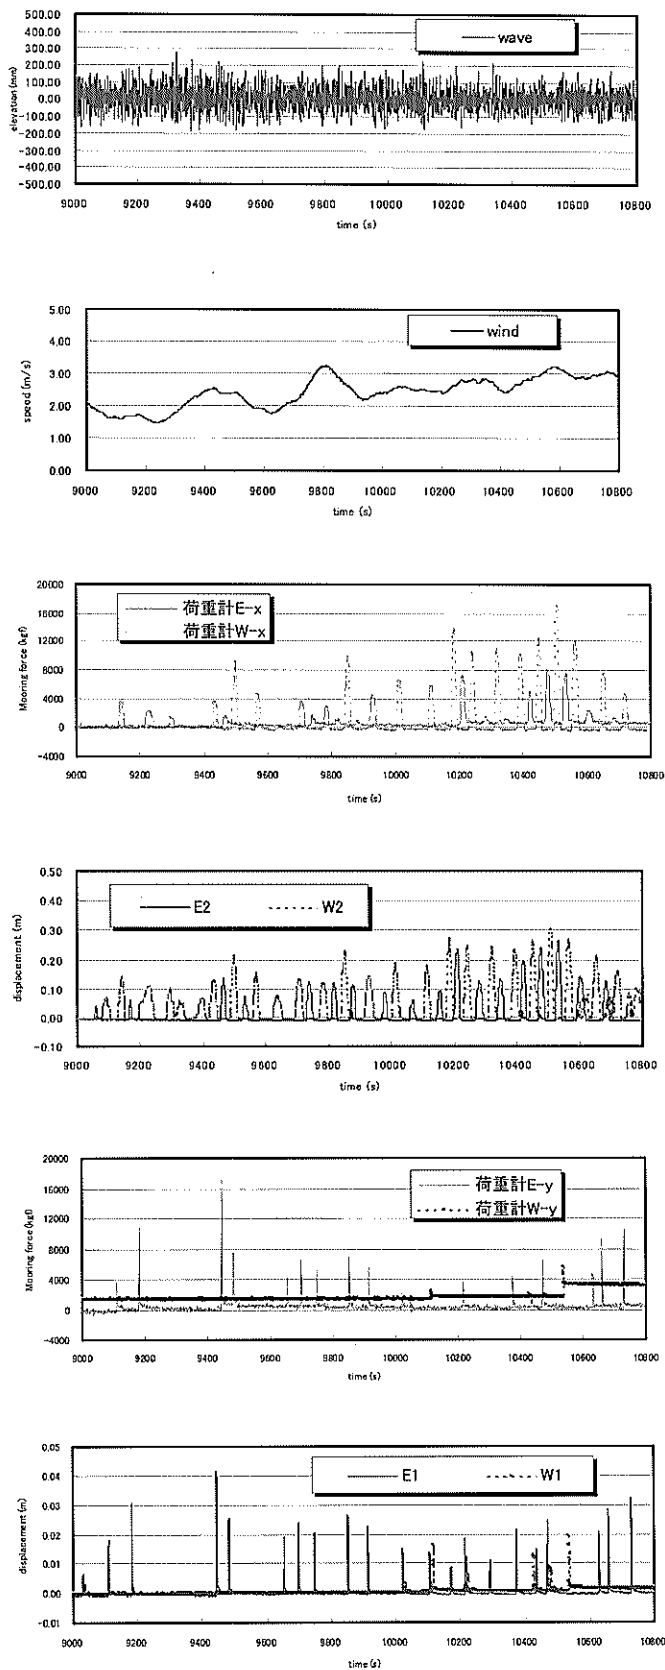 500.00
400.00
300.00
200.00
100.00
0.00
-100.00
-200.00
-300.00
-400.00
-500.00
elevation (mm)
wave
9000 9200 9400 9600 9800 10000 10200 10400 10600 10800
time (s)
5.00
4.00
3.00
2.00
1.00
0.00
speed (m/s)
wind
9000 9200 9400 9600 9800 10000 10200 10400 10600 10800
time (s)
20000
16000
12000
8000
4000
0
-4000
Mooring force (kgf)
荷重計E-x
荷重計W-x
9000 9200 9400 9600 9800 10000 10200 10400 10600 10800
time (s)
0.50
0.40
0.30
0.20
0.10
0.00
-0.10
displacement (m)
E2 W2
9000 9200 9400 9600 9800 10000 10200 10400 10600 10800
time (s)
20000
16000
12000
8000
4000
0
-4000
Mooring force (kgf)
荷重計E-y
荷重計W-y
9000 9200 9400 9600 9800 10000 10200 10400 10600 10800
time (s)
0.05
0.04
0.03
0.02
0.01
0.00
-0.01
displacement (m)
E1 W1
9000 9200 9400 9600 9800 10000 10200 10400 10600 10800
time (s)